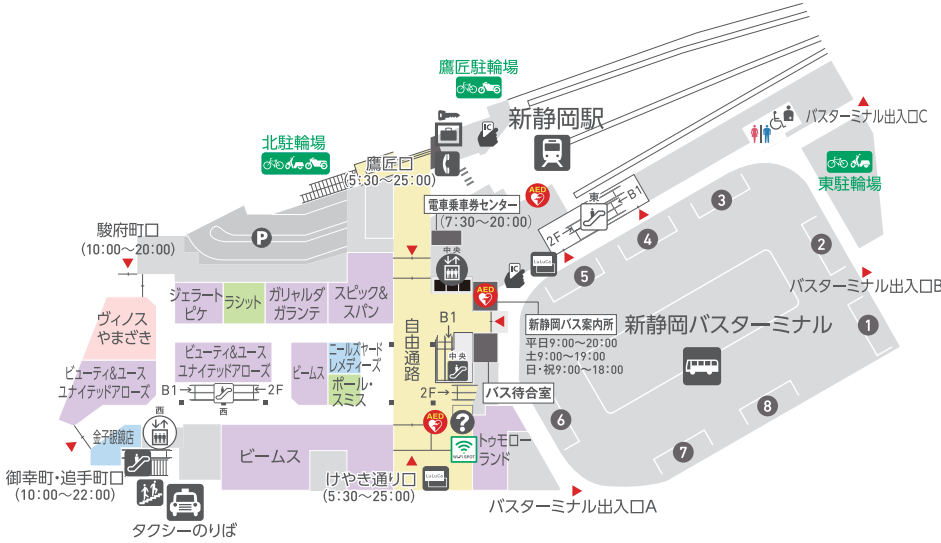 鷹匠駐輪場
IC
新静岡駅
バスターミナル出入口C
北駐輪場
鷹匠口
(5:30〜25:00)
東駐輪場
AED
電車乗車券センター
(7:30〜20:00)
東
B1
2F
3
4
2
5
P
駿府町口
(10:00〜20:00)
中央
LuLuCa
IC
バスターミナル出入口B
AED
1
ジェラート
ピケ
ラシット
ガリャルダ
ガランテ
スピック&
スパン
ヴィノス
やまざき
自由通路
B1
新静岡バス案内所
平日9:00〜20:00
土9:00〜19:00
日・祝9:00〜18:00
新静岡バスターミナル
ビューティ&ユース
ユナイテッドアローズ
ビューティ&ユース
ユナイテッドアローズ
ビームス
ニールズヤード
レメディーズ
ポール・
スミス
中央
B1
2F
西
2F
バス待合室
西
金子眼鏡店
AED
?
Wi-Fi SPOT
トゥモロー
ランド
6
8
7
ビームス
御幸町・追手町口
(10:00〜22:00)
けやき通り口
(5:30〜25:00)
LuLuCa
バスターミナル出入口A
タクシーのりば